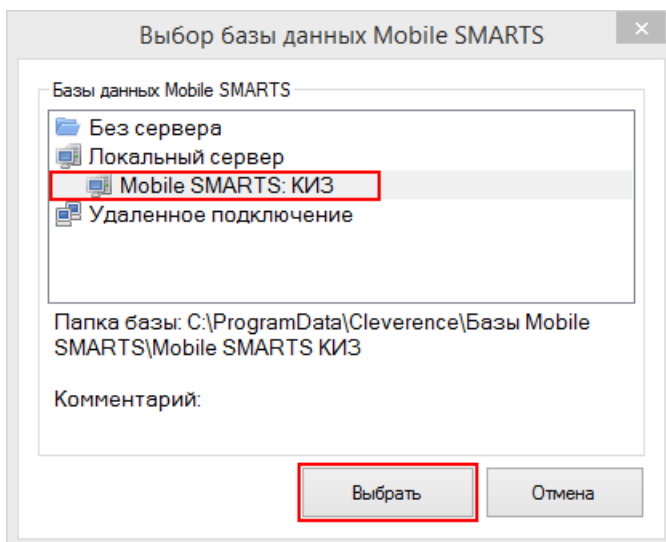 Выбор базы данных Mobile SMARTS
Базы данных Mobile SMARTS
Без сервера
Локальный сервер
Mobile SMARTS: КИЗ
Удаленное подключение
Папка базы: C:\ProgramData\Cleverence\Базы Mobile
SMARTS\Mobile SMARTS КИЗ
Комментарий:
Выбрать
Отмена